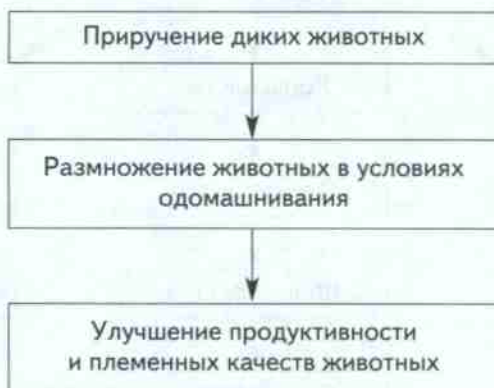 Приручение диких животных
Размножение животных в условиях
одомашнивания
Улучшение продуктивности
и племенных качеств животных